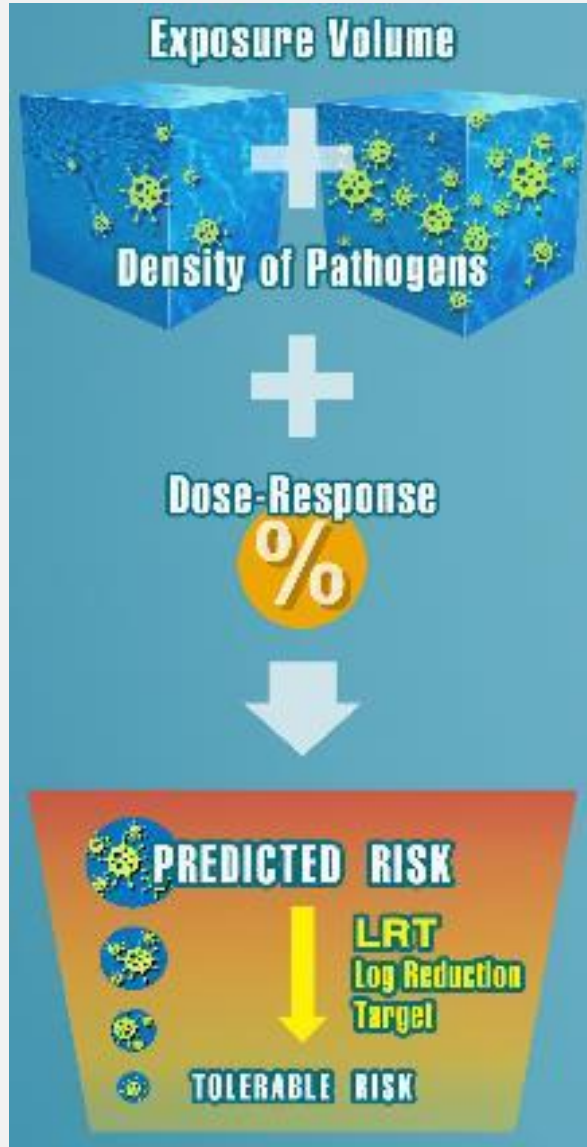 Exposure Volume
Density of Pathogens
Dose-Response
%
PREDICTED RISK
LRT
Log Reduction
Target
TOLERABLE RISK